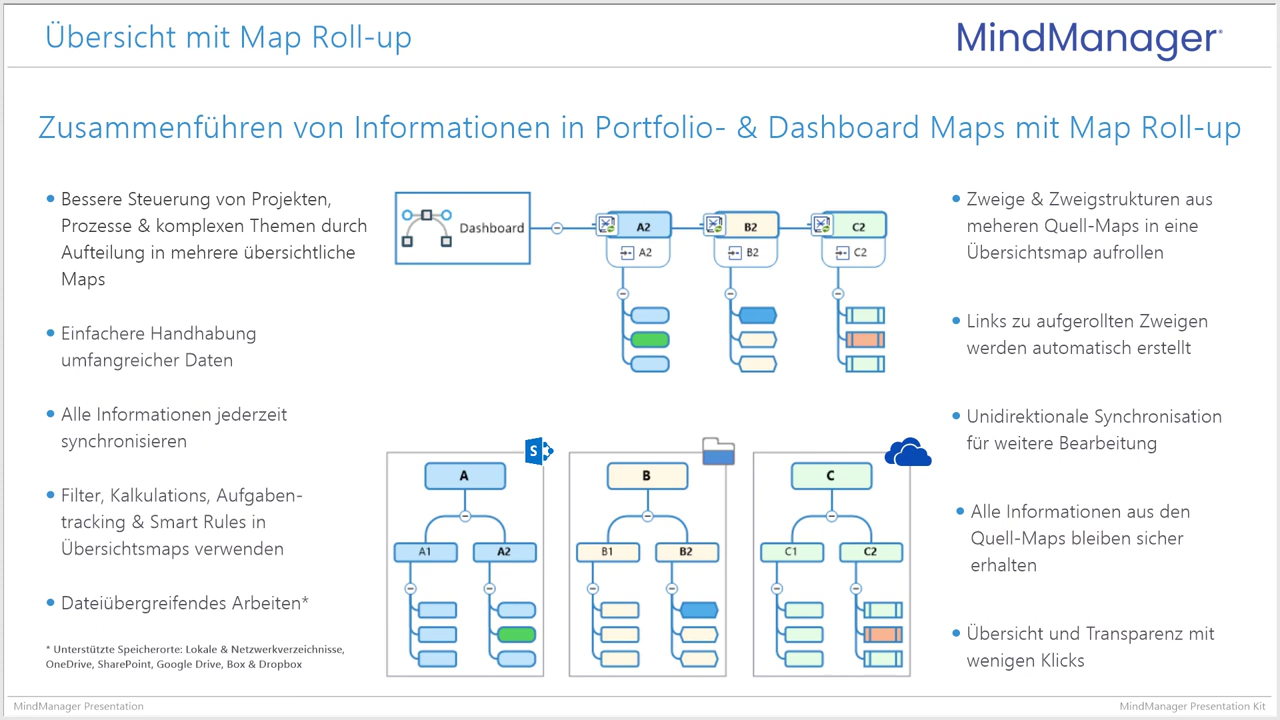 Übersicht mit Map Roll-up
MindManager®
Zusammenführen von Informationen in Portfolio- & Dashboard Maps mit Map Roll-up
Bessere Steuerung von Projekten,
Prozesse & komplexen Themen durch
Aufteilung in mehrere übersichtliche
Maps
Einfachere Handhabung
umfangreicher Daten
Alle Informationen jederzeit
synchronisieren
Filter, Kalkulations, Aufgaben-
tracking & Smart Rules in
Übersichtsmaps verwenden
Dateiübergreifendes Arbeiten*
* Unterstützte Speicherorte: Lokale & Netzwerkverzeichnisse,
OneDrive, SharePoint, Google Drive, Box & Dropbox
Dashboard
A2
B2
C2
A2
B2
C2
S
A
B
C
A1
A2
B1
B2
C1
C2
Zweige & Zweigstrukturen aus
meheren Quell-Maps in eine
Übersichtsmap aufrollen
Links zu aufgerollten Zweigen
werden automatisch erstellt
Unidirektionale Synchronisation
für weitere Bearbeitung
Alle Informationen aus den
Quell-Maps bleiben sicher
erhalten
Übersicht und Transparenz mit
wenigen Klicks
MindManager Presentation
MindManager Presentation Kit